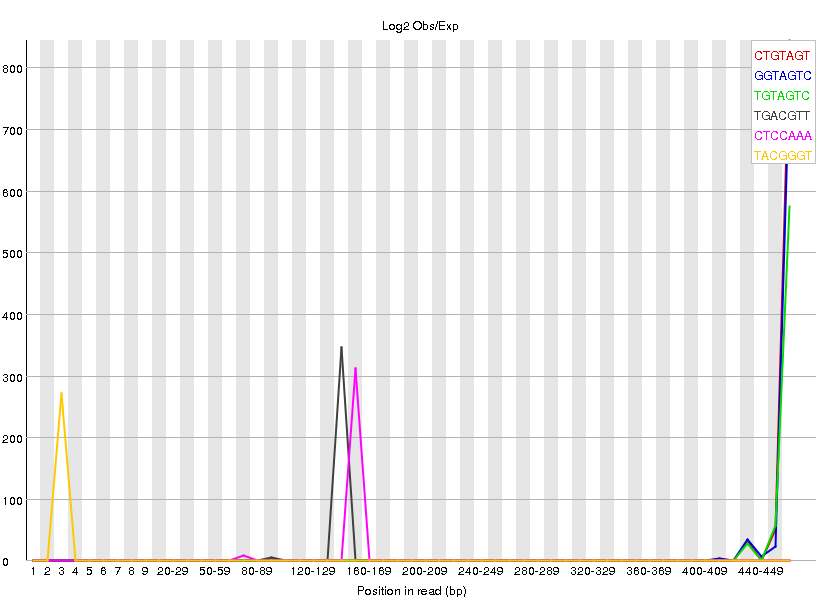 Log2 Obs/Exp
800
700
600
500
400
300
200
100
0
CTGTAGT
GGTAGTC
TGTAGTC
TGACGTT
CTCCAAA
TACGGGT
1 2 3 4 5 6 7 8 9 20-29 50-59 80-89 120-129 160-169 200-209 240-249 280-289 320-329 360-369 400-409 440-449
Position in read (bp)